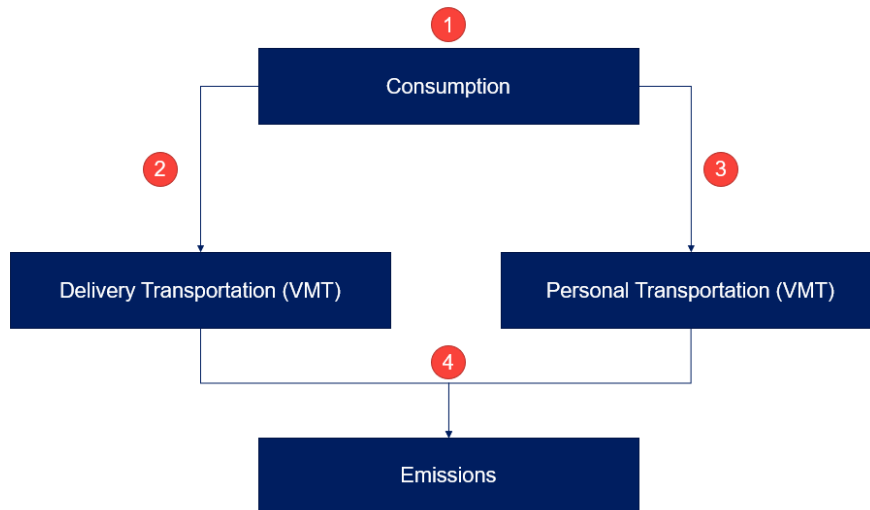 1
Consumption
2
3
Delivery Transportation (VMT)
Personal Transportation (VMT)
4
Emissions